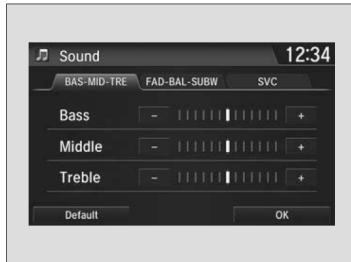 Sound 12:34
BAS-MID-TRE FAD-BAL-SUBW SVC
Bass - +
Middle - +
Treble - +
Default OK